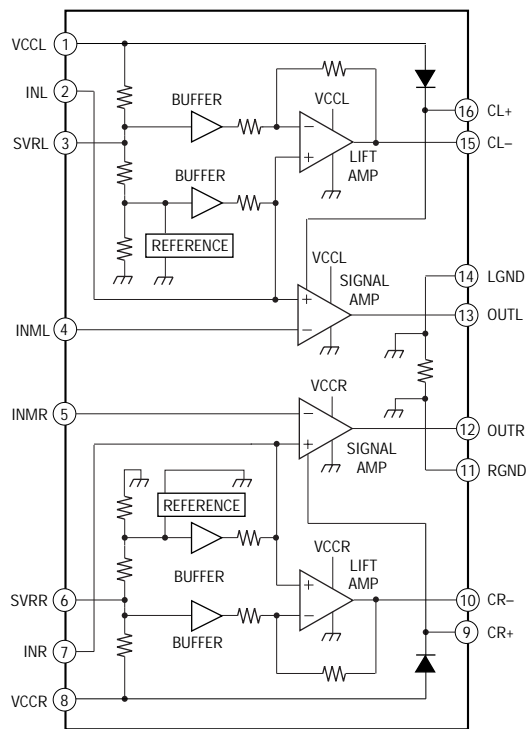 VCCL 1
INL 2
SVRL 3
INML 4
INMR 5
SVRR 6
INR 7
VCCR 8
BUFFER
VCCL
LIFT
AMP
BUFFER
REFERENCE
VCCL
SIGNAL
AMP
VCCR
SIGNAL
AMP
REFERENCE
BUFFER
VCCR
LIFT
AMP
BUFFER
16 CL+
15 CL−
14 LGND
13 OUTL
12 OUTR
11 RGND
10 CR−
9 CR+